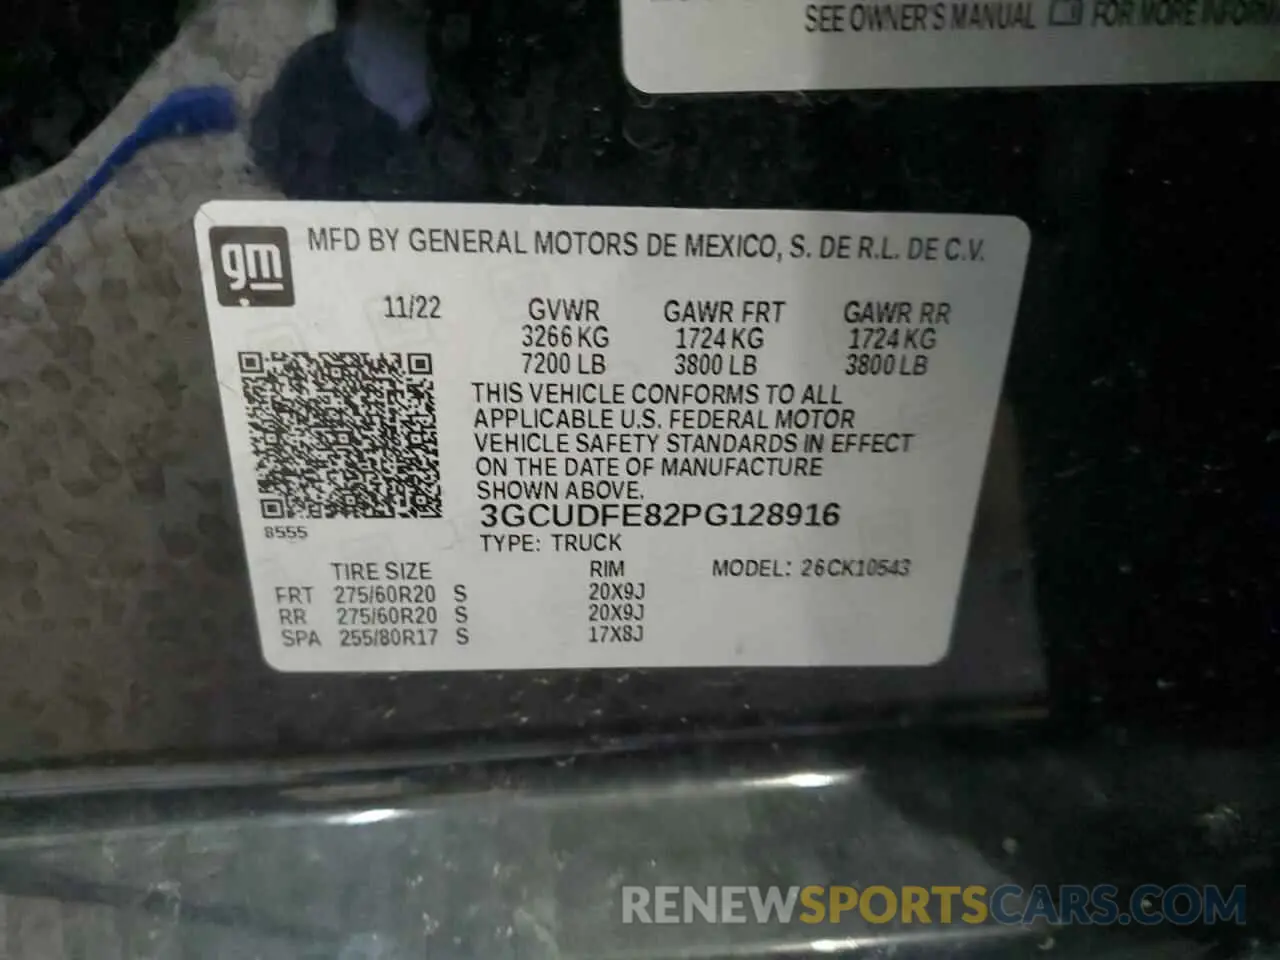 SEE OWNER'S MANUAL FOR MORE
gm
MFD BY GENERAL MOTORS DE MEXICO, S. DE R.L. DE C.V.
11/22 GVWR GAWR FRT GAWR RR
3266 KG 1724 KG 1724 KG
7200 LB 3800 LB 3800 LB
THIS VEHICLE CONFORMS TO ALL
APPLICABLE U.S. FEDERAL MOTOR
VEHICLE SAFETY STANDARDS IN EFFECT
ON THE DATE OF MANUFACTURE
SHOWN ABOVE.
8555
3GCUDFE82PG128916
TYPE: TRUCK
TIRE SIZE RIM MODEL: 26CK10543
FRT 275/60R20 S 20X9J
RR 275/60R20 S 20X9J
SPA 255/80R17 S 17X8J
RENEWSPORTSCARS.COM